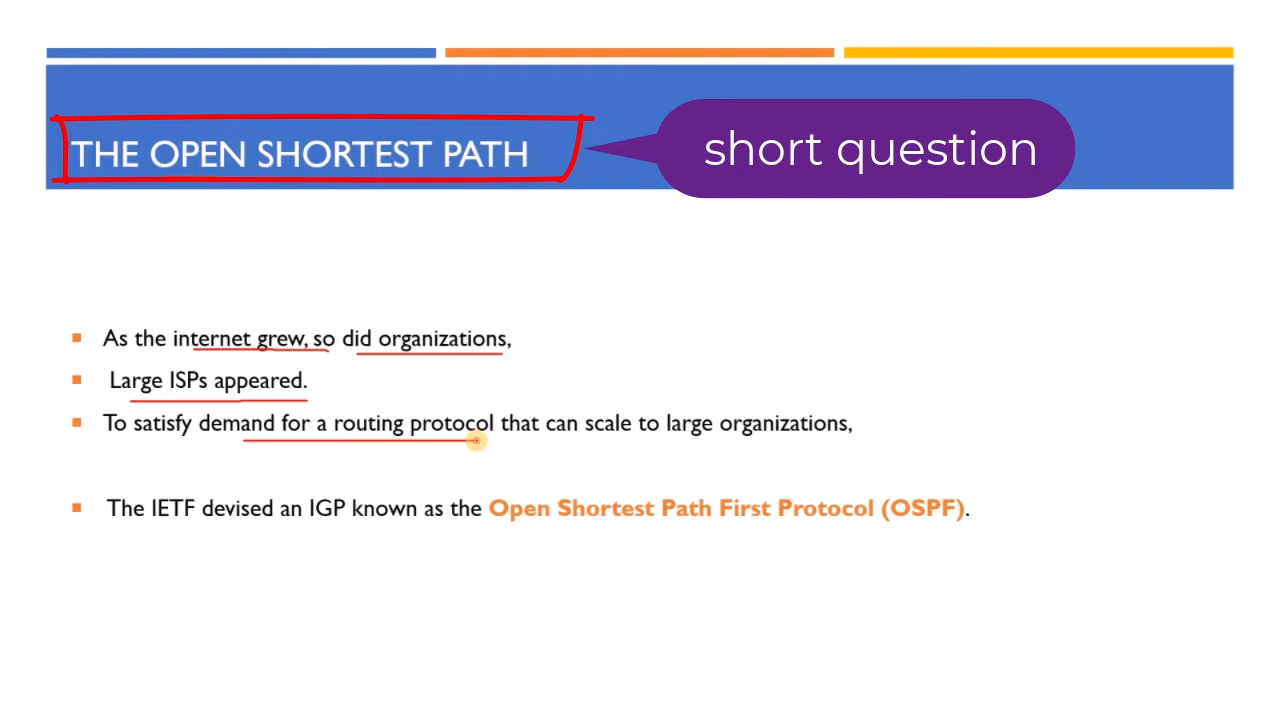 THE OPEN SHORTEST PATH
short question
As the internet grew, so did organizations,
Large ISPs appeared.
To satisfy demand for a routing protocol that can scale to large organizations,
The IETF devised an IGP known as the Open Shortest Path First Protocol (OSPF).